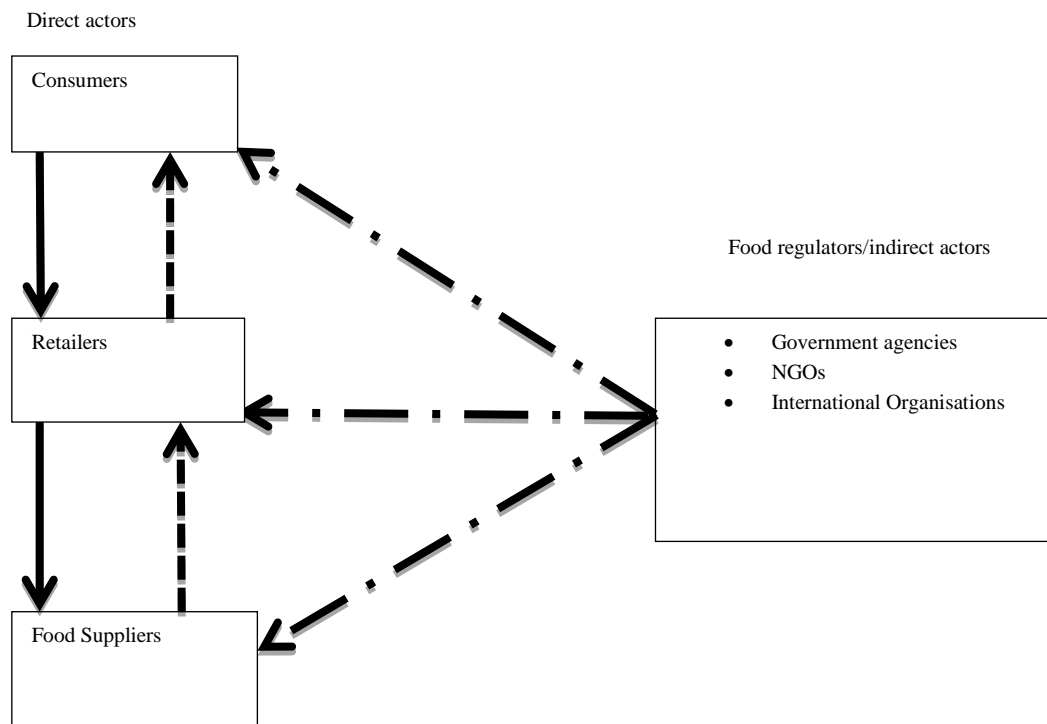 Direct actors
Consumers
Food regulators/indirect actors
Retailers
• Government agencies
• NGOs
• International Organisations
Food Suppliers